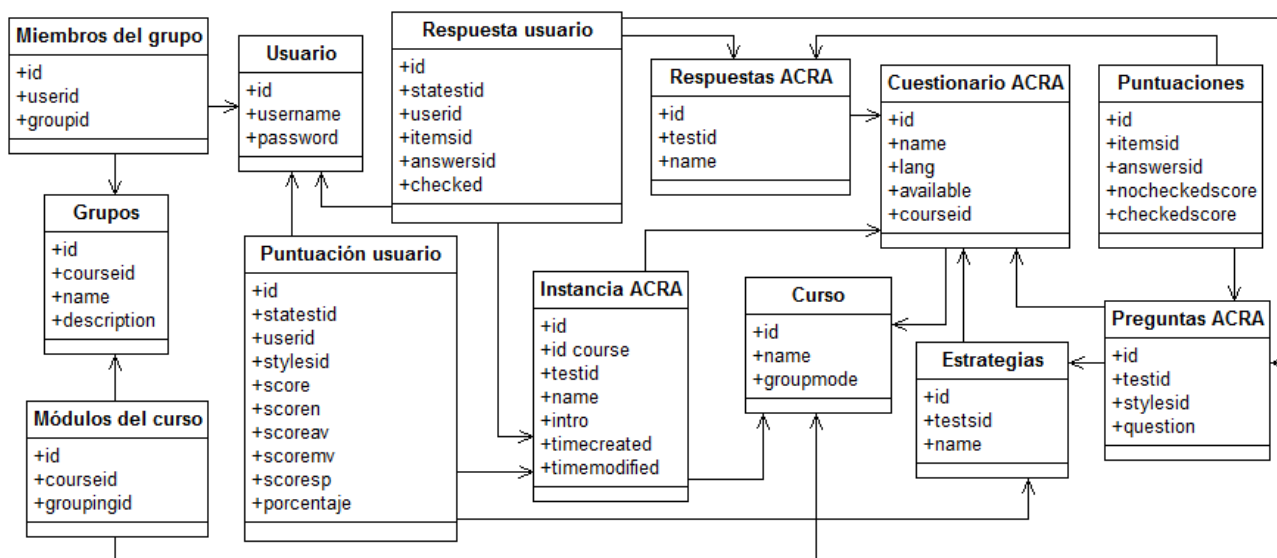 Miembros del grupo
+id
+userid
+groupid
Usuario
+id
+username
+password
Respuesta usuario
+id
+statestid
+userid
+itemsid
+answersid
+checked
Respuestas ACRA
+id
+testid
+name
Cuestionario ACRA
+id
+name
+lang
+available
+courseid
Puntuaciones
+id
+itemsid
+answersid
+nocheckedscore
+checkedscore
Grupos
+id
+courseid
+name
+description
Puntuación usuario
+id
+statestid
+userid
+stylesid
+score
+scoren
+scoreav
+scoremv
+scoresp
+porcentaje
Instancia ACRA
+id
+id course
+testid
+name
+intro
+timecreated
+timemodified
Curso
+id
+name
+groupmode
Estrategias
+id
+testsid
+name
Preguntas ACRA
+id
+testid
+stylesid
+question
Módulos del curso
+id
+courseid
+groupingid